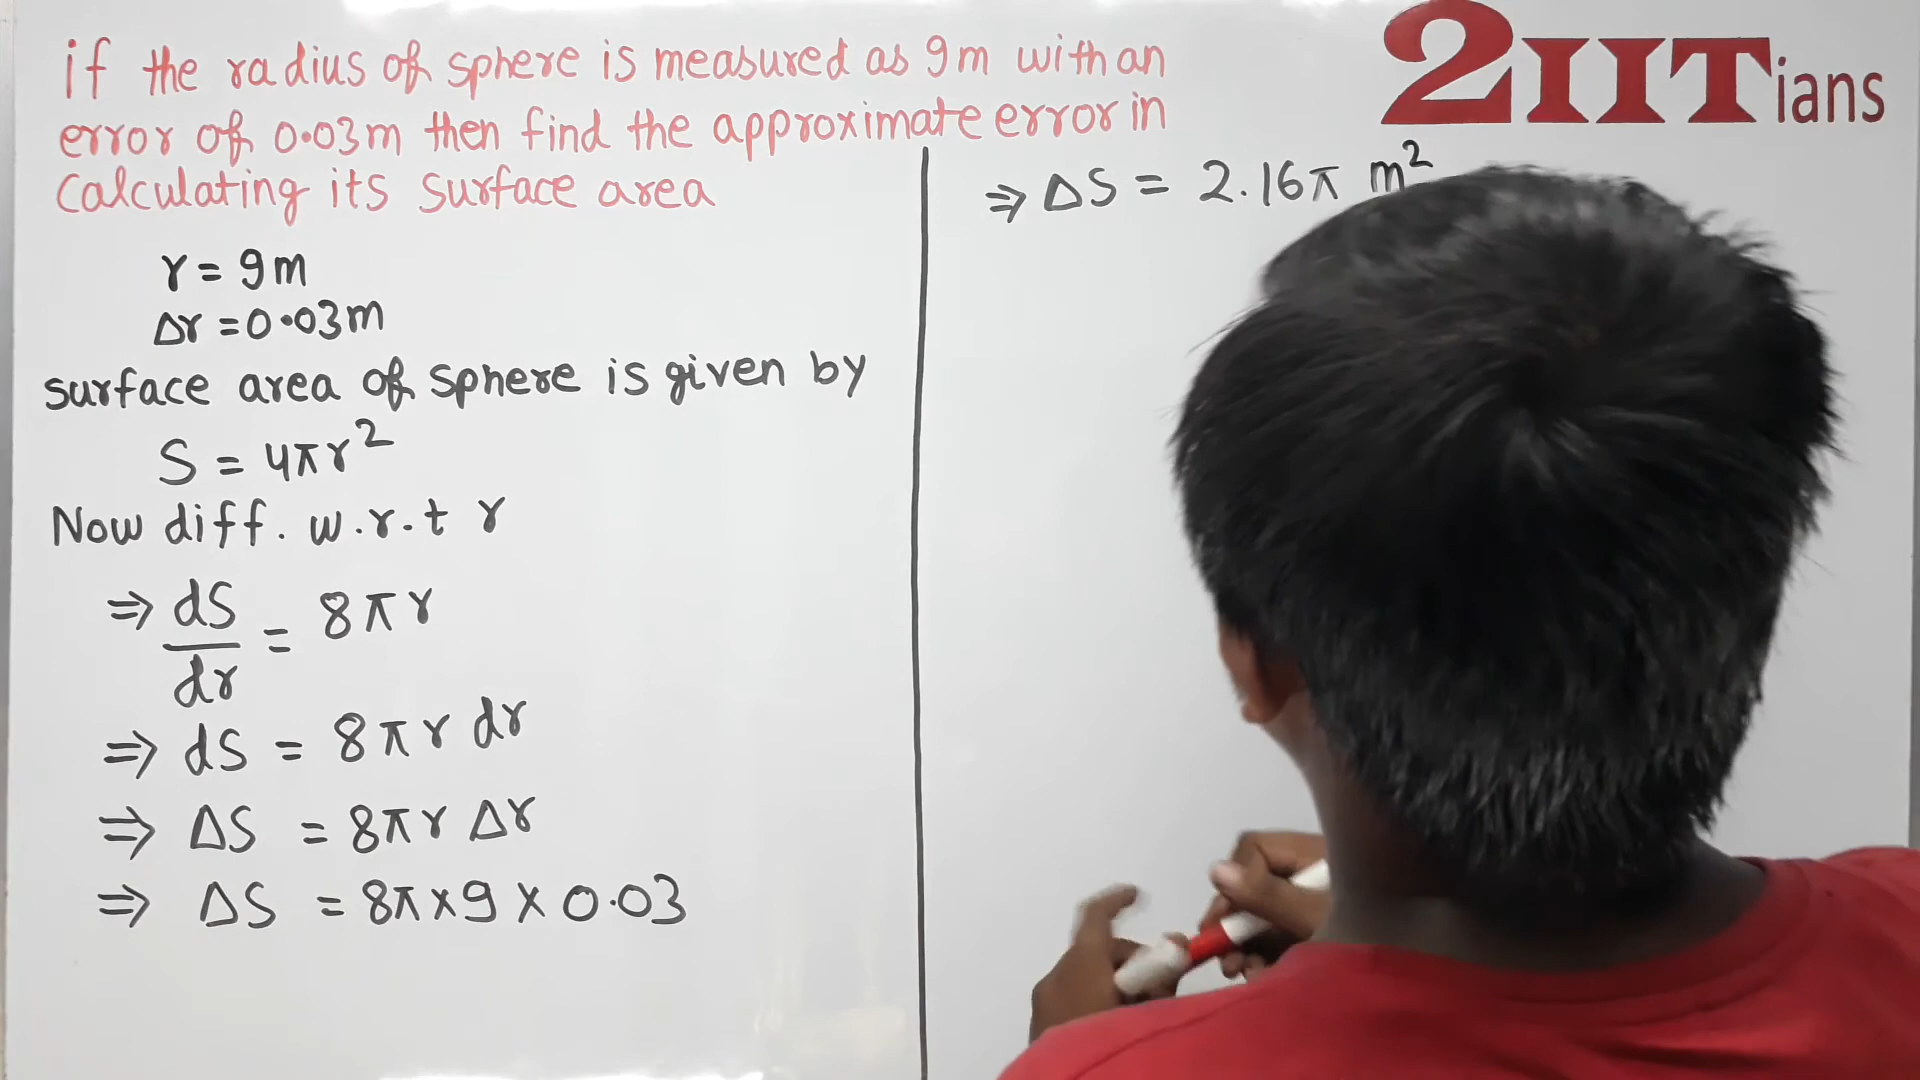 if the radius of sphere is measured as 9m with an
error of 0.03m then find the approximate error in
Calculating its surface area
r = 9m
Δr = 0.03m
surface area of sphere is given by
S = 4πr²
Now diff. w.r.t r
⇒ dS/dr = 8πr
⇒ dS = 8πr dr
⇒ ΔS = 8πr Δr
⇒ ΔS = 8π×9×0.03
2IITians
⇒ ΔS = 2.16π m²